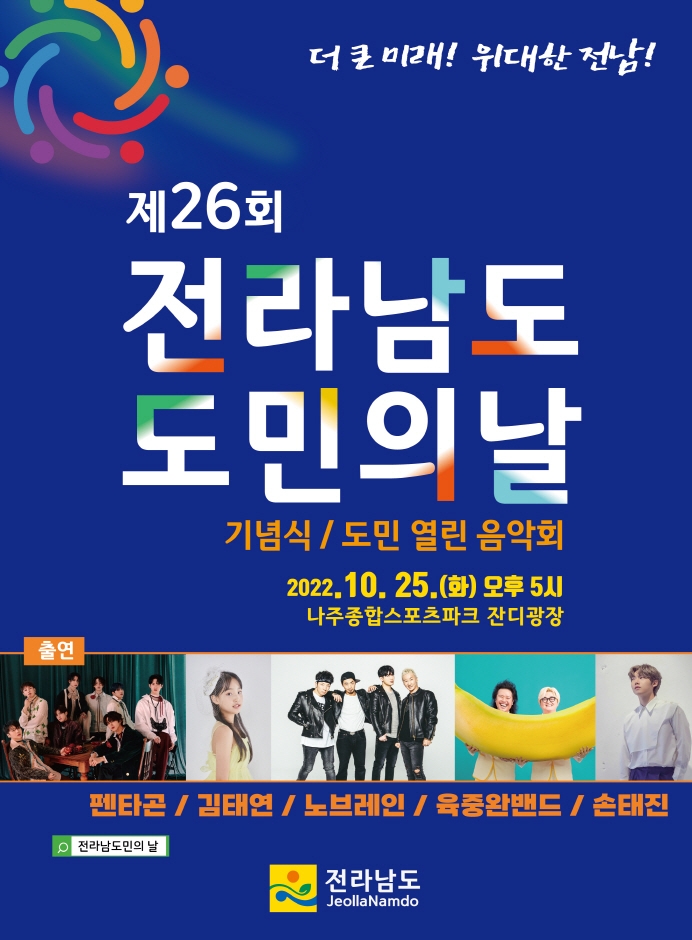 더 큰 미래! 위대한 전남!
제26회
전라남도
도민의날
기념식 / 도민 열린 음악회
2022.10. 25.(화) 오후 5시
나주종합스포츠파크 잔디광장
출연
펜타곤 / 김태연 / 노브레인 / 육중완밴드 / 손태진
전라남도민의 날
전라남도
JeollaNamdo